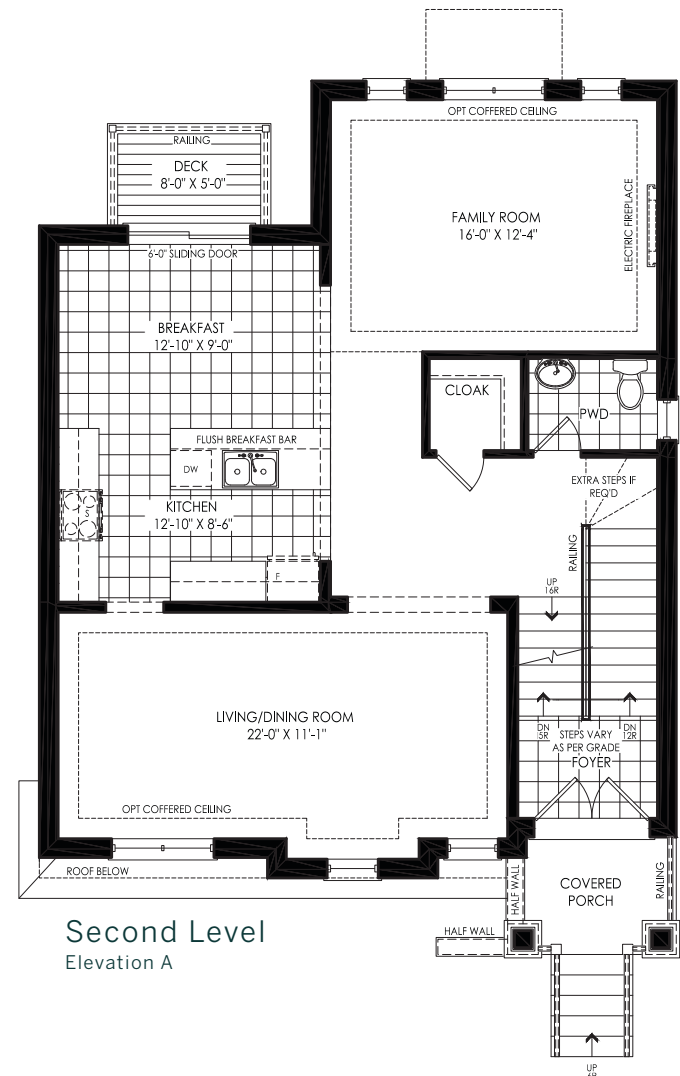 OPT COFFERED CEILING
RAILING
DECK
8'-0" X 5'-0"
FAMILY ROOM
16'-0" X 12'-4"
ELECTRIC FIREPLACE
6'-0" SLIDING DOOR
BREAKFAST
12'-10" X 9'-0"
CLOAK
PWD
FLUSH BREAKFAST BAR
DW
S
KITCHEN
12'-10" X 8'-6"
F
EXTRA STEPS IF
REQ'D
RAILING
UP
16R
LIVING/DINING ROOM
22'-0" X 11'-1"
DN
5R
STEPS VARY
AS PER GRADE
DN
12R
FOYER
OPT COFFERED CEILING
ROOF BELOW
HALF WALL
COVERED
PORCH
RAILING
HALF WALL
Second Level
Elevation A
UP
6R